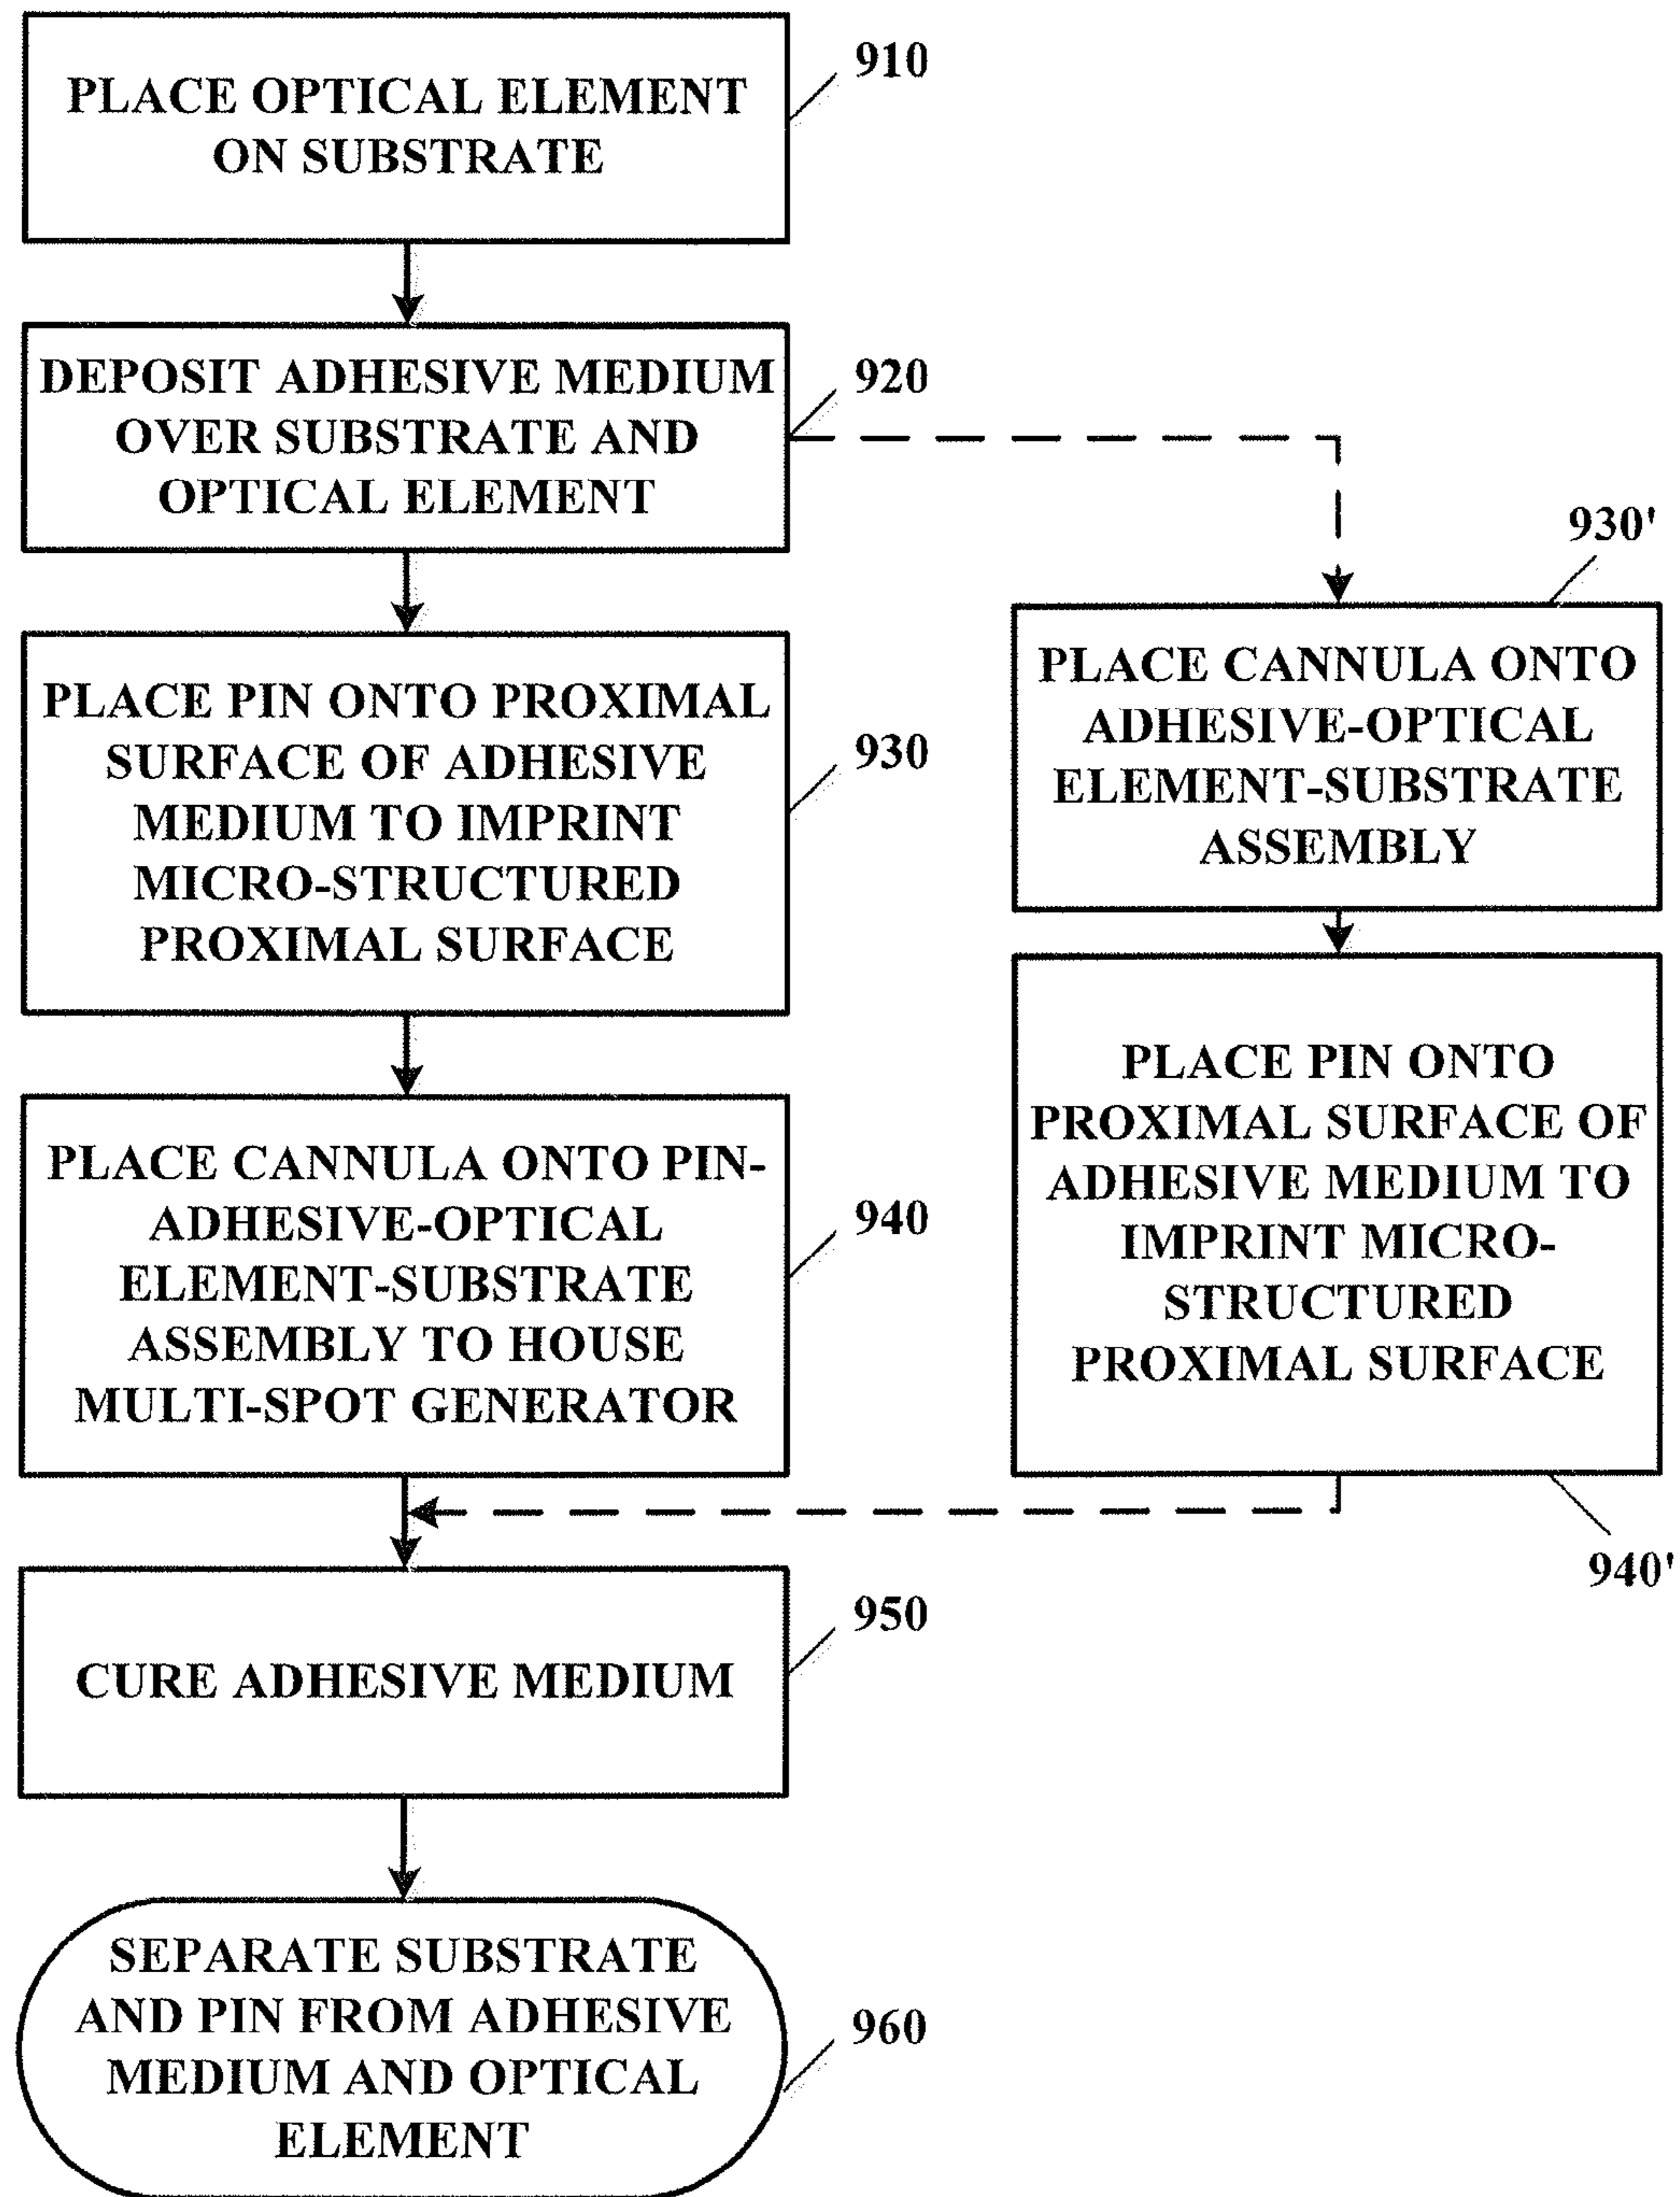 PLACE OPTICAL ELEMENT
ON SUBSTRATE
910
DEPOSIT ADHESIVE MEDIUM
OVER SUBSTRATE AND
OPTICAL ELEMENT
920
PLACE PIN ONTO PROXIMAL
SURFACE OF ADHESIVE
MEDIUM TO IMPRINT
MICRO-STRUCTURED
PROXIMAL SURFACE
930
PLACE CANNULA ONTO PIN-
ADHESIVE-OPTICAL
ELEMENT-SUBSTRATE
ASSEMBLY TO HOUSE
MULTI-SPOT GENERATOR
940
930'
PLACE CANNULA ONTO
ADHESIVE-OPTICAL
ELEMENT-SUBSTRATE
ASSEMBLY
PLACE PIN ONTO
PROXIMAL SURFACE OF
ADHESIVE MEDIUM TO
IMPRINT MICRO-
STRUCTURED
PROXIMAL SURFACE
940'
CURE ADHESIVE MEDIUM
950
SEPARATE SUBSTRATE
AND PIN FROM ADHESIVE
MEDIUM AND OPTICAL
ELEMENT
960